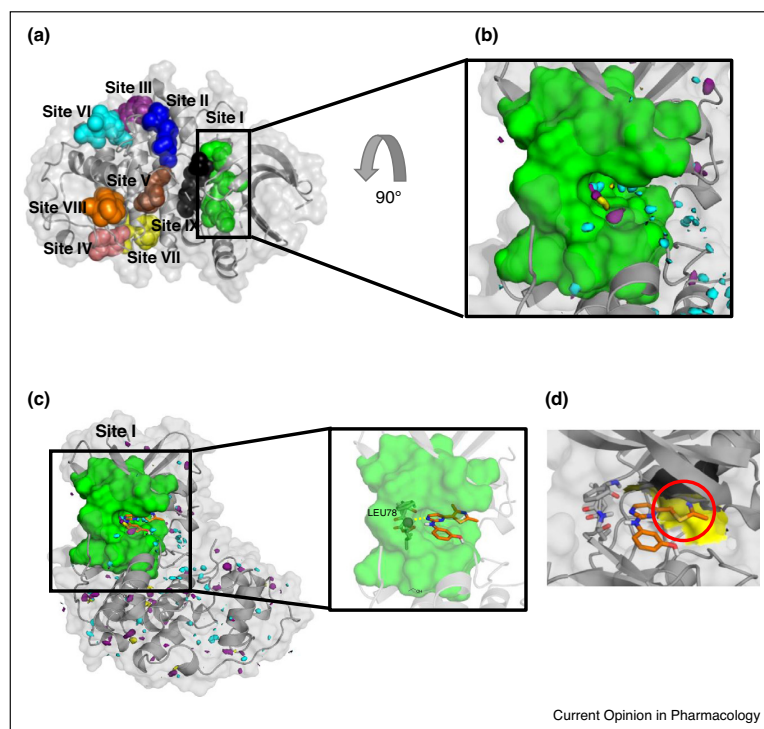 (a)
(b)
Site III
Site II
Site VI
Site I
Site V
Site VIII
Site IX
Site IV
Site VII
90°
(c)
(d)
Site I
LEU78
Current Opinion in Pharmacology